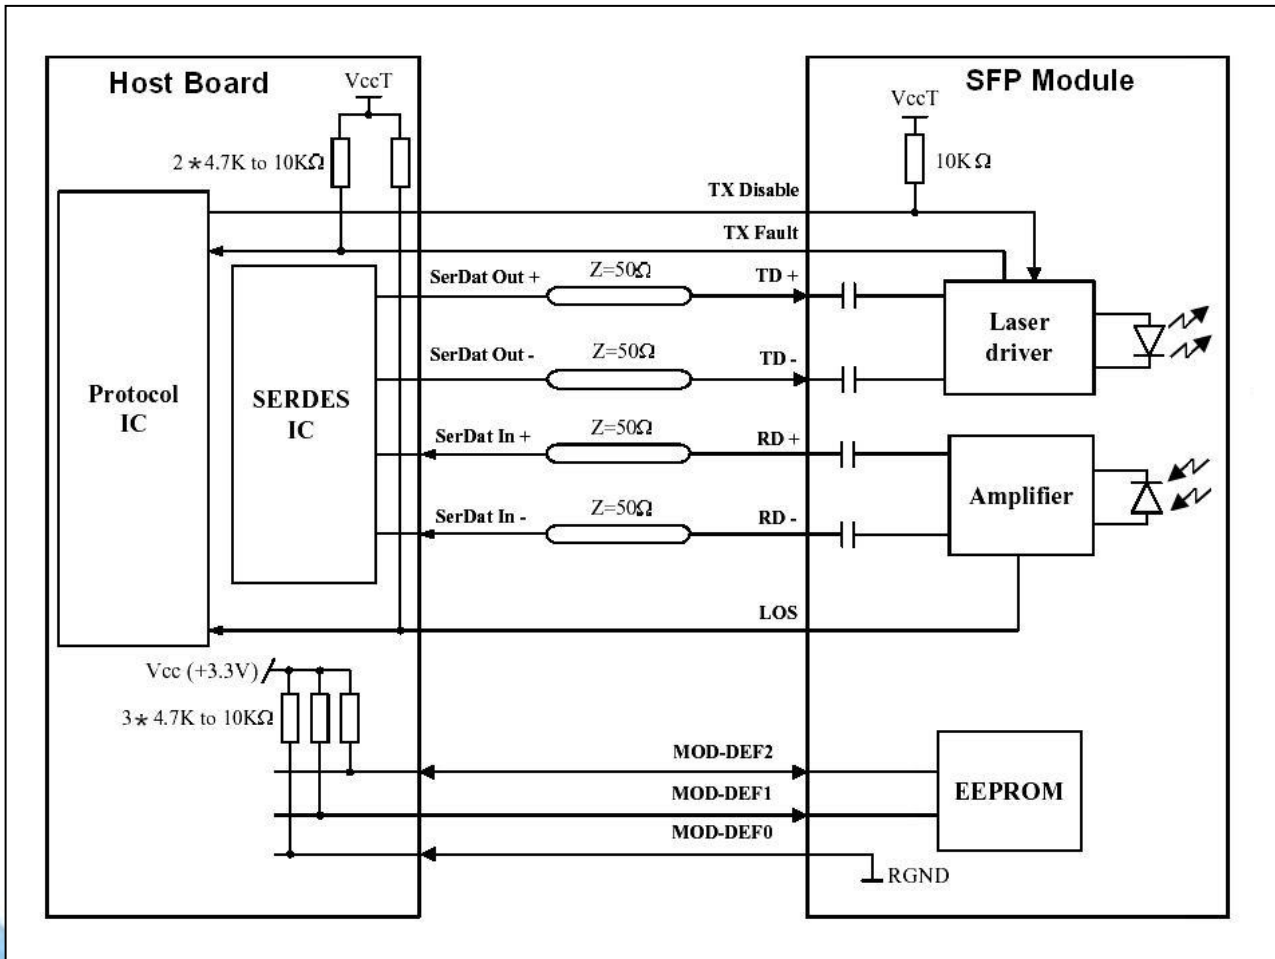 Host Board
VccT
SFP Module
VccT
2*4.7K to 10KΩ
10KΩ
TX Disable
TX Fault
SerDat Out +
Z=50Ω
TD +
Laser
driver
SerDat Out -
Z=50Ω
TD -
Protocol
IC
SERDES
IC
SerDat In +
Z=50Ω
RD +
Amplifier
SerDat In -
Z=50Ω
RD -
LOS
Vcc (+3.3V)
3*4.7K to 10KΩ
MOD-DEF2
MOD-DEF1
EEPROM
MOD-DEF0
RGND